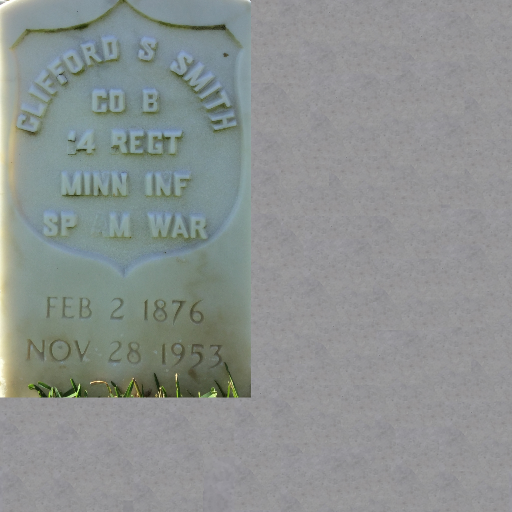 CLIFFORD S SMITH
CO B
14 REGT
MINN INF
SP AM WAR
FEB 2 1876
NOV 28 1953